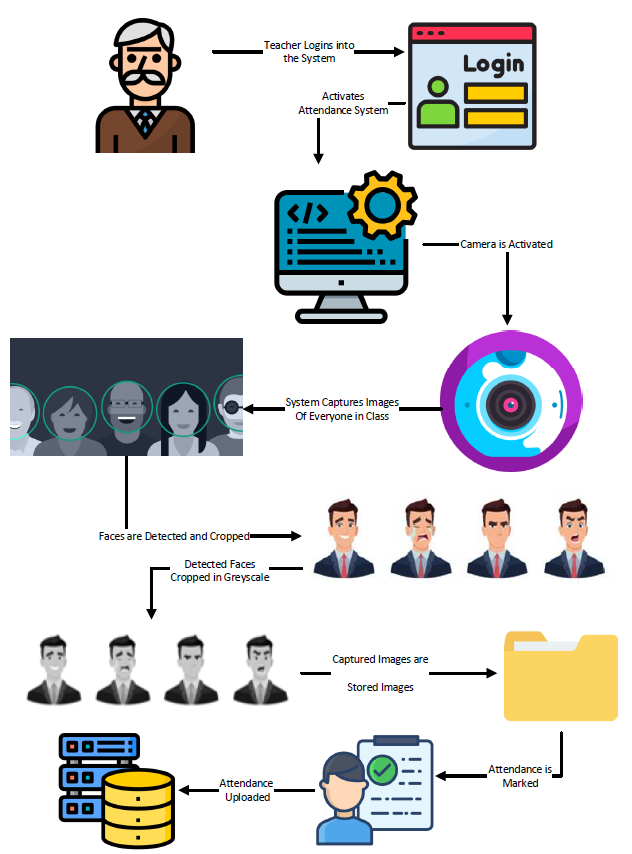 Teacher Logins into
the System
Login
Activates
Attendance System
</>
Camera is Activated
System Captures Images
Of Everyone in Class
Faces are Detected and Cropped
Detected Faces
Cropped in Greyscale
Captured Images are
Stored Images
Attendance is
Marked
Attendance
Uploaded